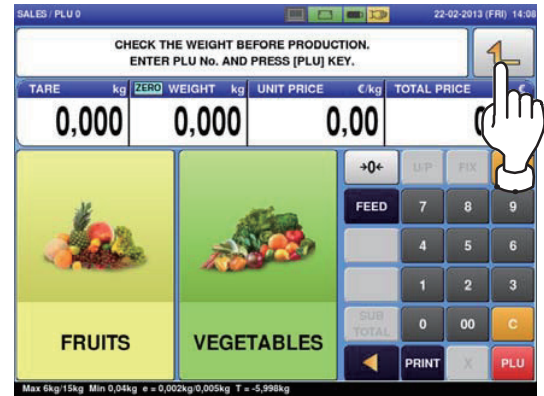 SALES / PLU 0
22-02-2013 (FRI) 14:08
CHECK THE WEIGHT BEFORE PRODUCTION.
ENTER PLU No. AND PRESS [PLU] KEY.
TARE kg ZERO WEIGHT kg UNIT PRICE €/kg TOTAL PRICE €
0,000 0,000 0,00 0
→0← U/P FIX
FEED 7 8 9
4 5 6
1 2 3
SUB TOTAL 0 00 C
PRINT X PLU
FRUITS VEGETABLES
Max 6kg/15kg Min 0,04kg e = 0,002kg/0,005kg T = -5,998kg